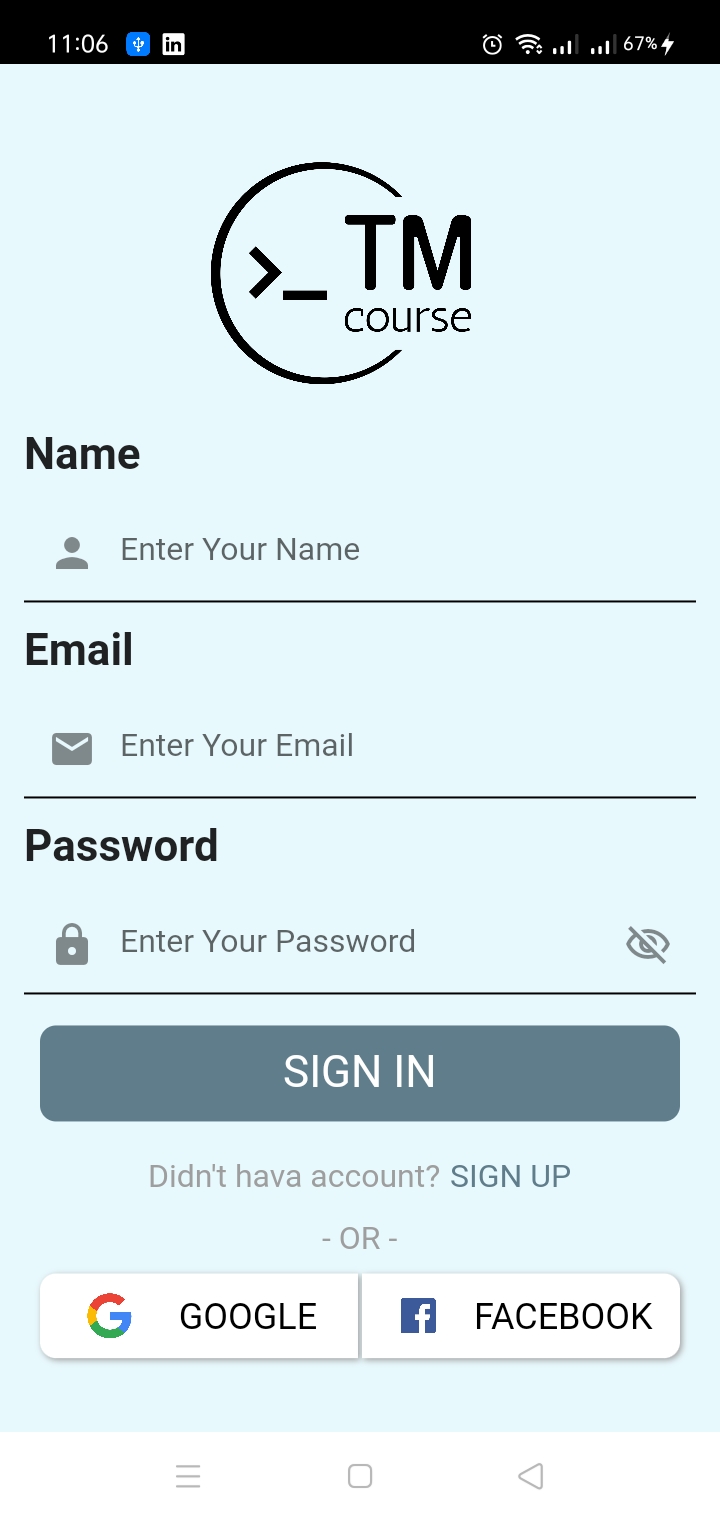 11:06 67%
>_ TM
course
Name
Enter Your Name
Email
Enter Your Email
Password
Enter Your Password
SIGN IN
Didn't hava account? SIGN UP
- OR -
GOOGLE FACEBOOK